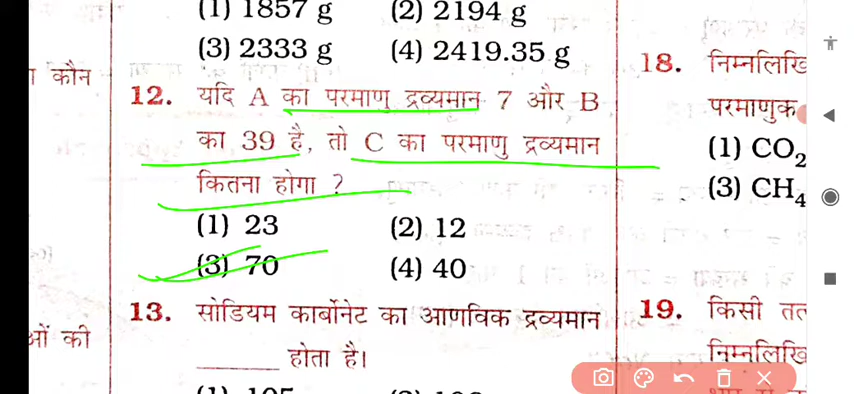 (1) 1857 g (2) 2194 g
(3) 2333 g (4) 2419.35 g
ा कौन
12. यदि A का परमाणु द्रव्यमान 7 और B
का 39 है, तो C का परमाणु द्रव्यमान
कितना होगा ?
(1) 23 (2) 12
(3) 70 (4) 40
13. सोडियम कार्बोनेट का आणविक द्रव्यमान
ओं की
______ होता है।
18. निम्नलिखि
परमाणुक
(1) CO₂
(3) CH₄
19. किसी तत
निम्नलिखि